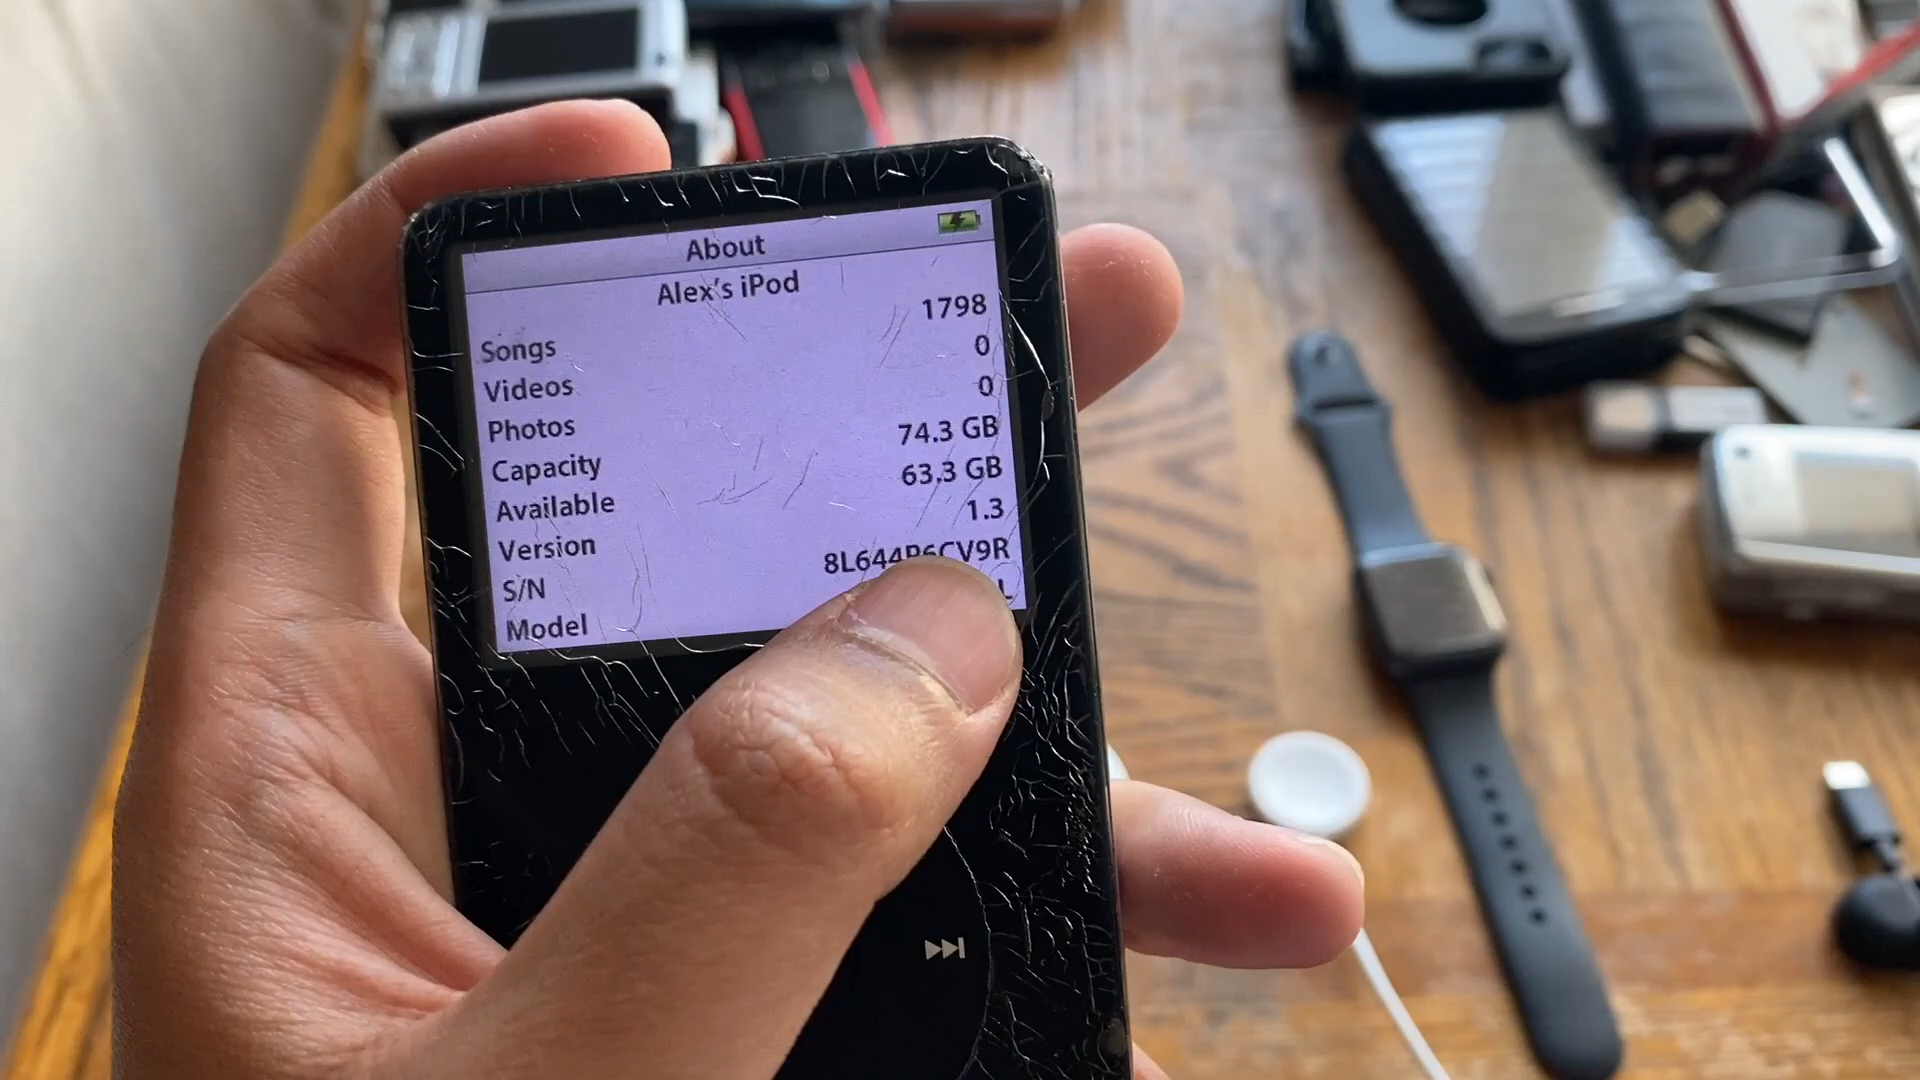 About
Alex's iPod
Songs 1798
Videos 0
Photos 0
Capacity 74.3 GB
Available 63.3 GB
Version 1.3
S/N
Model